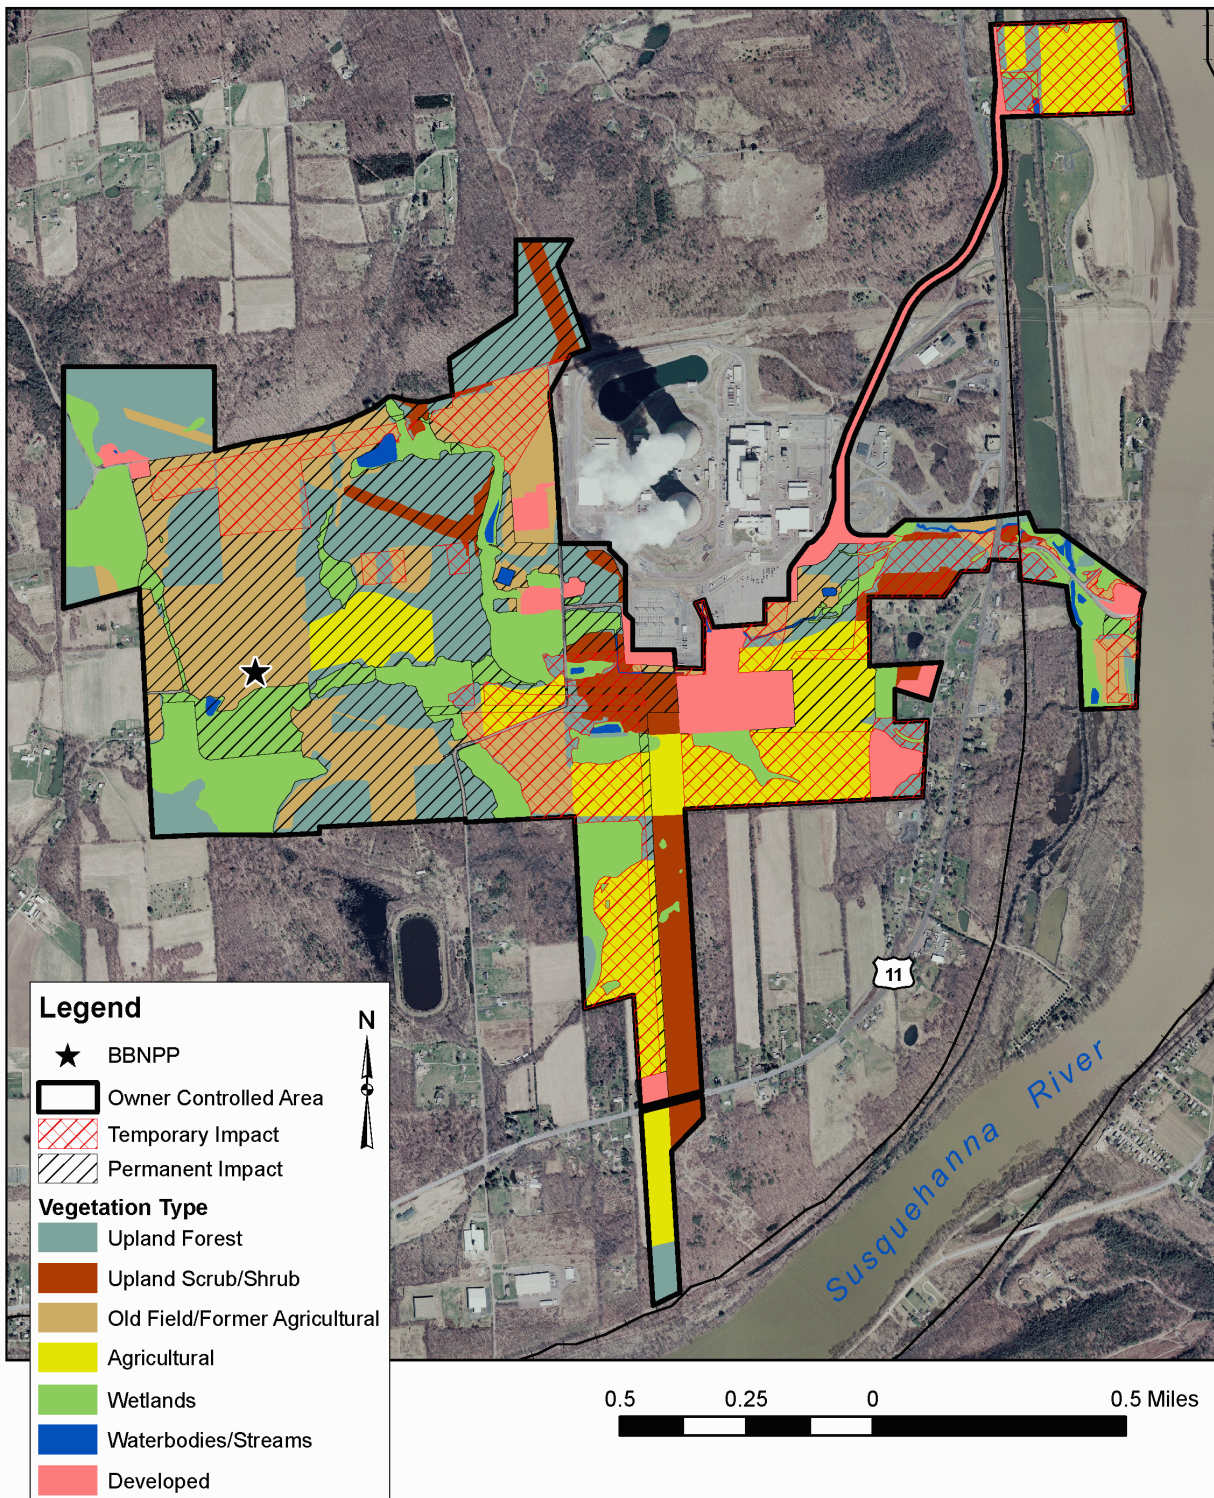 11
Susquehanna River
Legend
N
BBNPP
Owner Controlled Area
Temporary Impact
Permanent Impact
Vegetation Type
Upland Forest
Upland Scrub/Shrub
Old Field/Former Agricultural
Agricultural
Wetlands
Waterbodies/Streams
Developed
0.5 0.25 0 0.5 Miles